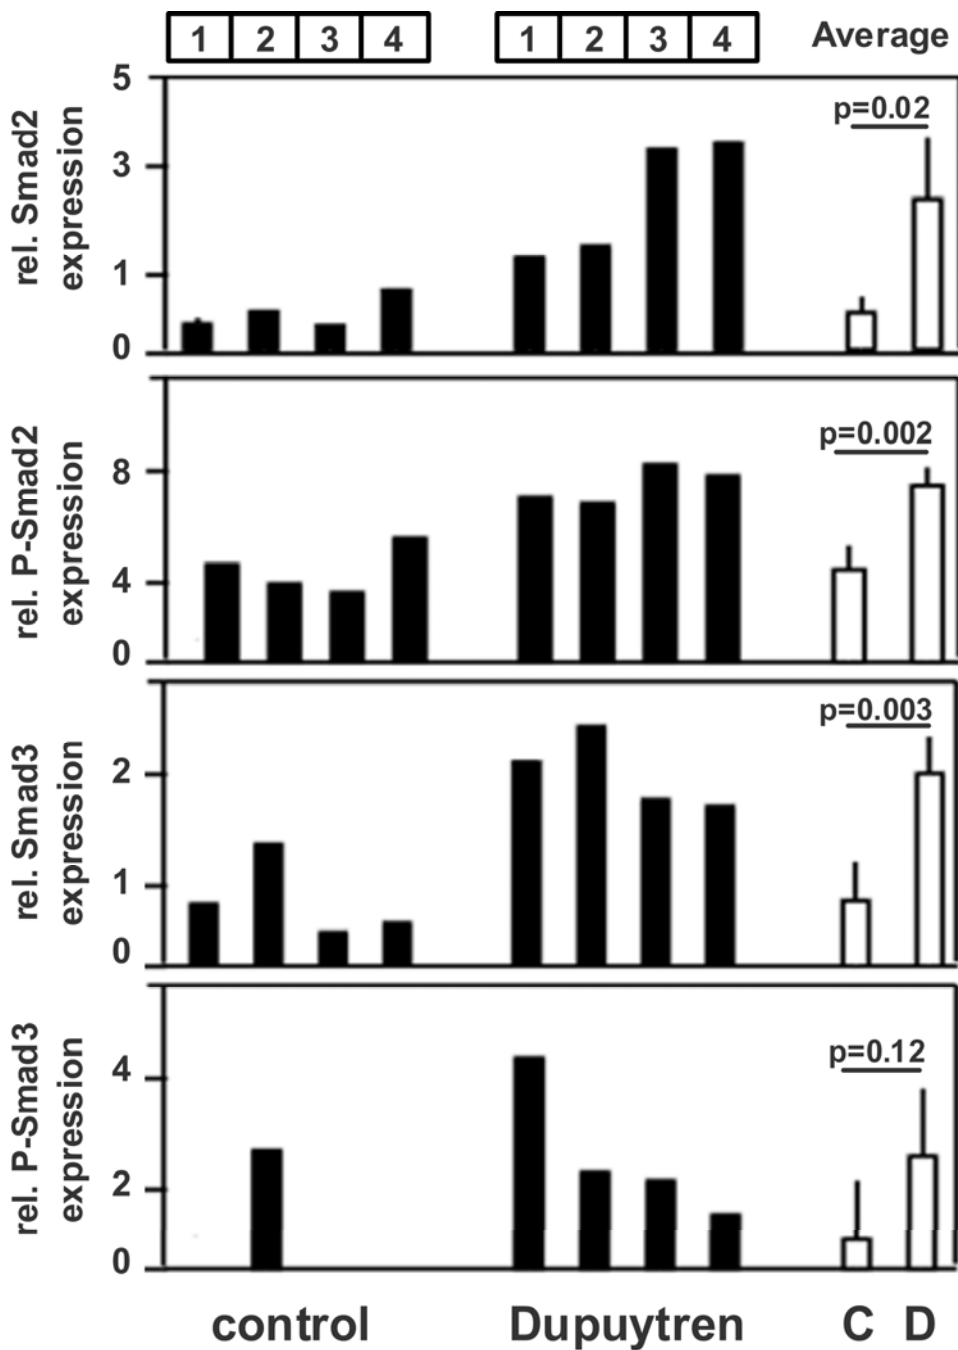 1 2 3 4 1 2 3 4 Average
rel. Smad2
expression
5
3
1
0
p=0.02
rel. P-Smad2
expression
8
4
0
p=0.002
rel. Smad3
expression
2
1
0
p=0.003
rel. P-Smad3
expression
4
2
0
p=0.12
control Dupuytren C D